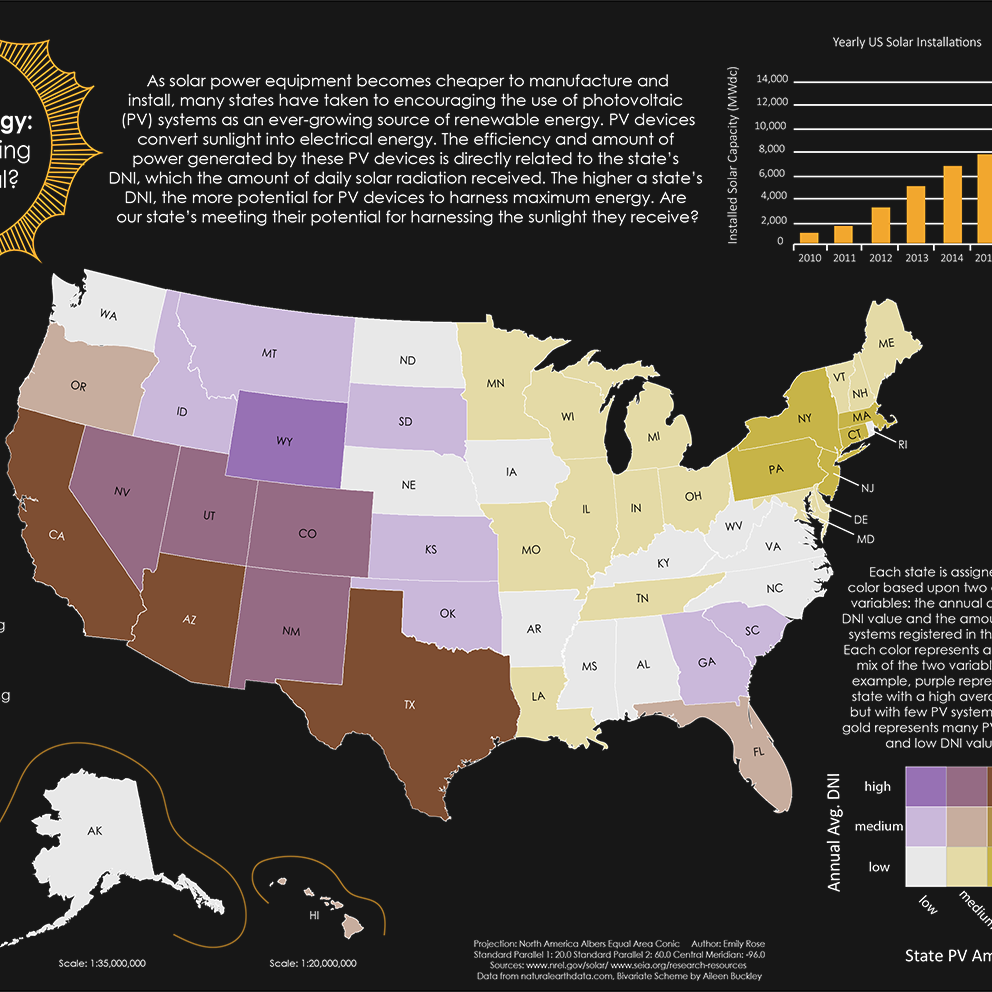 gy:
ing
l?
As solar power equipment becomes cheaper to manufacture and
install, many states have taken to encouraging the use of photovoltaic
(PV) systems as an ever-growing source of renewable energy. PV devices
convert sunlight into electrical energy. The efficiency and amount of
power generated by these PV devices is directly related to the state's
DNI, which the amount of daily solar radiation received. The higher a state's
DNI, the more potential for PV devices to harness maximum energy. Are
our state's meeting their potential for harnessing the sunlight they receive?
Yearly US Solar Installations
Installed Solar Capacity (MWdc)
14,000
12,000
10,000
8,000
6,000
4,000
2,000
0
2010 2011 2012 2013 2014 201
WA
OR
CA
ID
NV
MT
WY
UT
CO
AZ
NM
ND
SD
NE
KS
OK
TX
MN
IA
MO
AR
LA
WI
IL
MI
IN
OH
KY
TN
MS
AL
GA
FL
SC
NC
VA
WV
PA
NY
VT
NH
ME
MA
CT
RI
NJ
DE
MD
g
g
AK
Scale: 1:35,000,000
HI
Scale: 1:20,000,000
Each state is assigne
color based upon two
variables: the annual
DNI value and the amou
systems registered in th
Each color represents a
mix of the two variabl
example, purple repre
state with a high avera
but with few PV system
gold represents many PV
and low DNI valu
Annual Avg. DNI
high
medium
low
low
medium
State PV Am
Projection: North America Albers Equal Area Conic Author: Emily Rose
Standard Parallel 1: 20.0 Standard Parallel 2: 60.0 Central Meridian: -96.0
Sources: www.nrel.gov/solar/ www.seia.org/research-resources
Data from naturalearthdata.com, Bivariate Scheme by Aileen Buckley